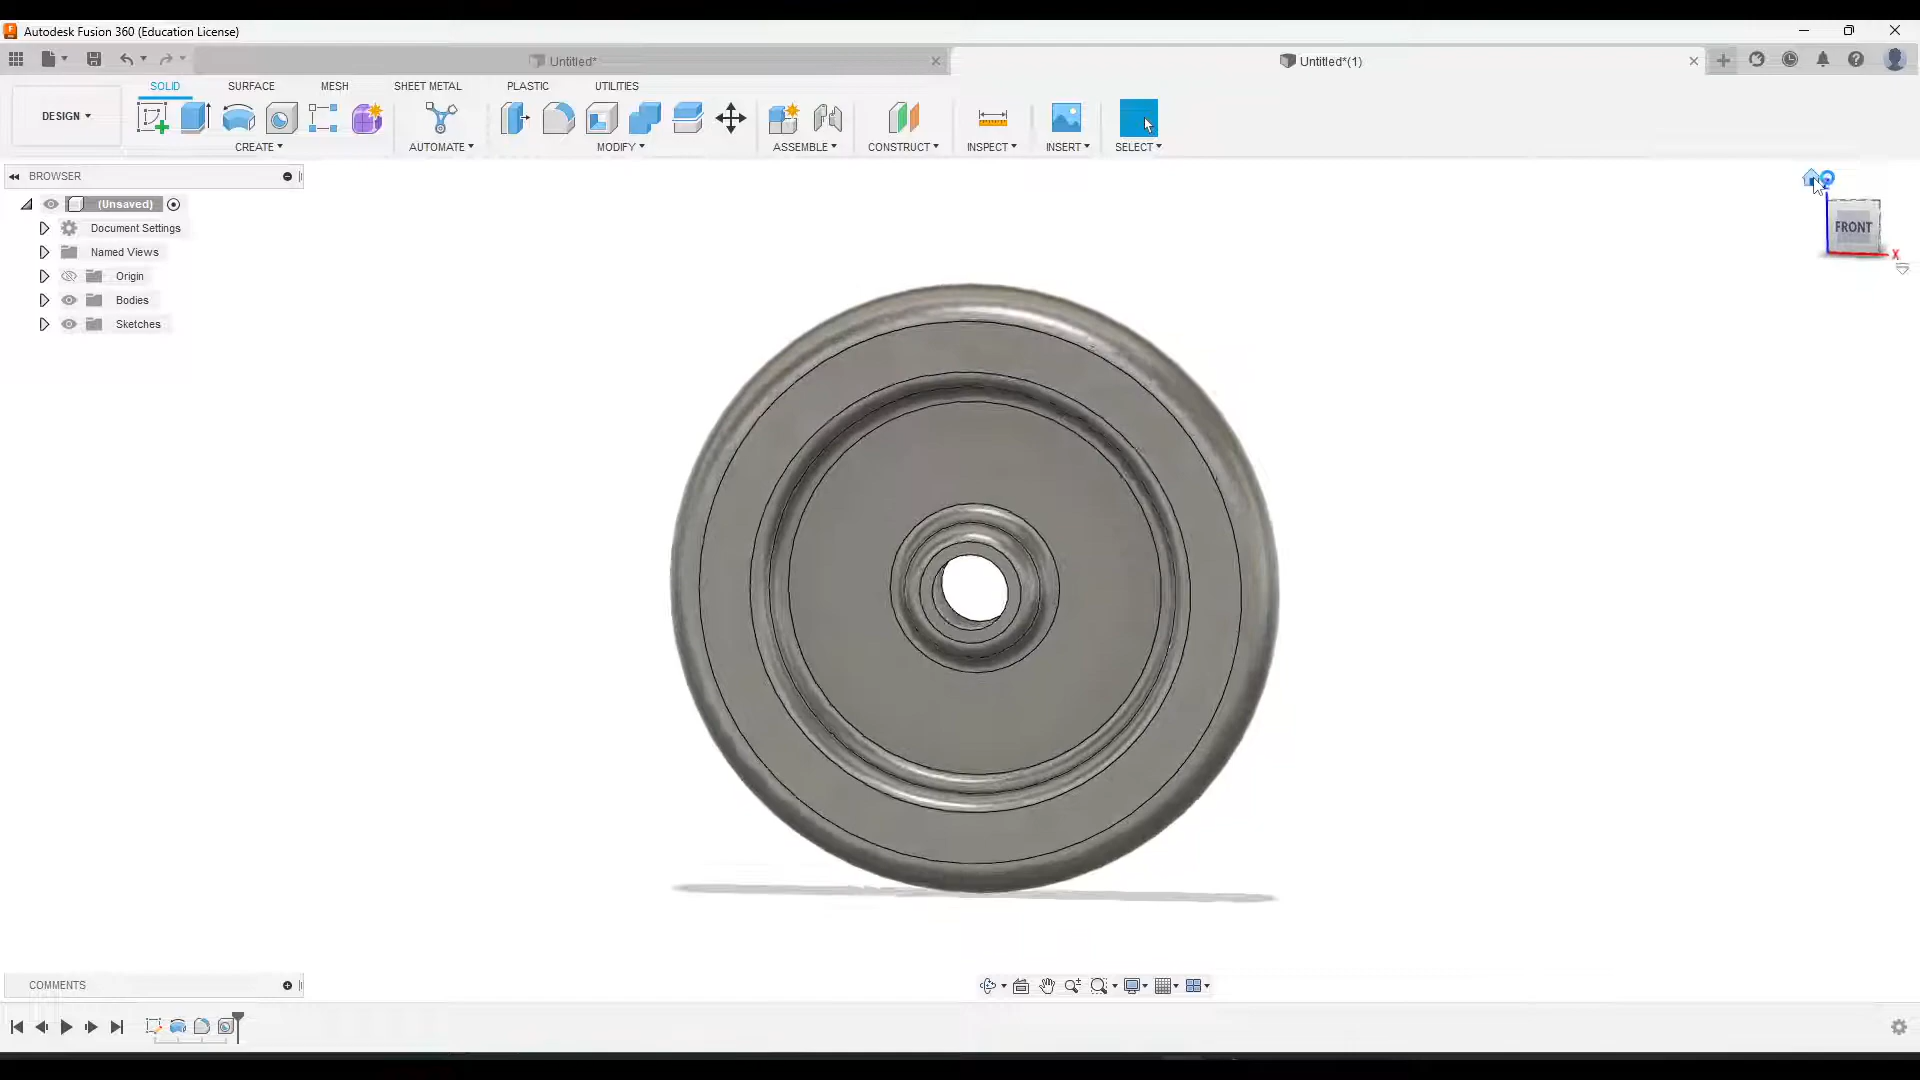 Autodesk Fusion 360 (Education License)
Untitled*
Untitled*(1)
SOLID SURFACE MESH SHEET METAL PLASTIC UTILITIES
DESIGN
CREATE AUTOMATE MODIFY ASSEMBLE CONSTRUCT INSPECT INSERT SELECT
BROWSER
(Unsaved)
Document Settings
Named Views
Origin
Bodies
Sketches
FRONT
X
COMMENTS